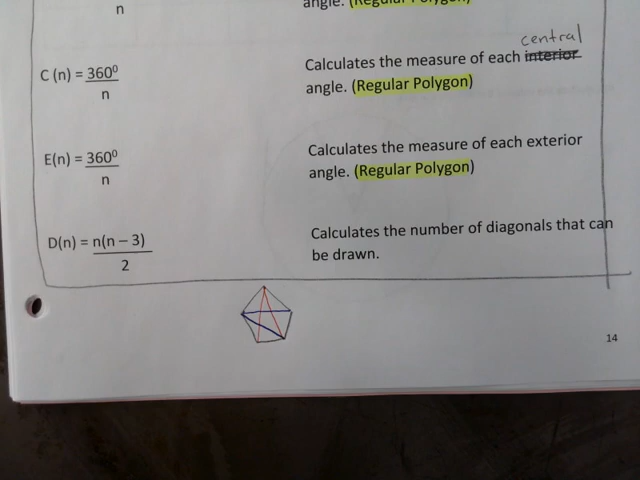 n
angle. (Regular Polygon)
central
C (n) = 360⁰
n
Calculates the measure of each interior
angle. (Regular Polygon)
E(n) = 360⁰
n
Calculates the measure of each exterior
angle. (Regular Polygon)
D(n) = n(n – 3)
2
Calculates the number of diagonals that can
be drawn.
14